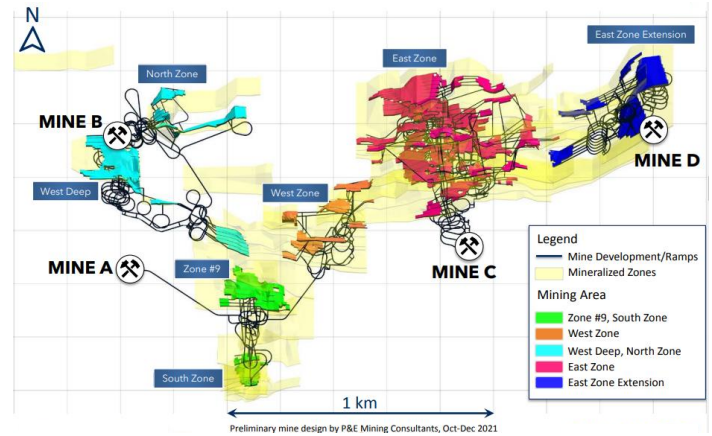 N
East Zone
East Zone Extension
North Zone
MINE B
MINE D
West Deep
West Zone
MINE A
Zone #9
MINE C
South Zone
Legend
Mine Development/Ramps
Mineralized Zones
Mining Area
Zone #9, South Zone
West Zone
West Deep, North Zone
East Zone
East Zone Extension
1 km
Preliminary mine design by P&E Mining Consultants, Oct-Dec 2021